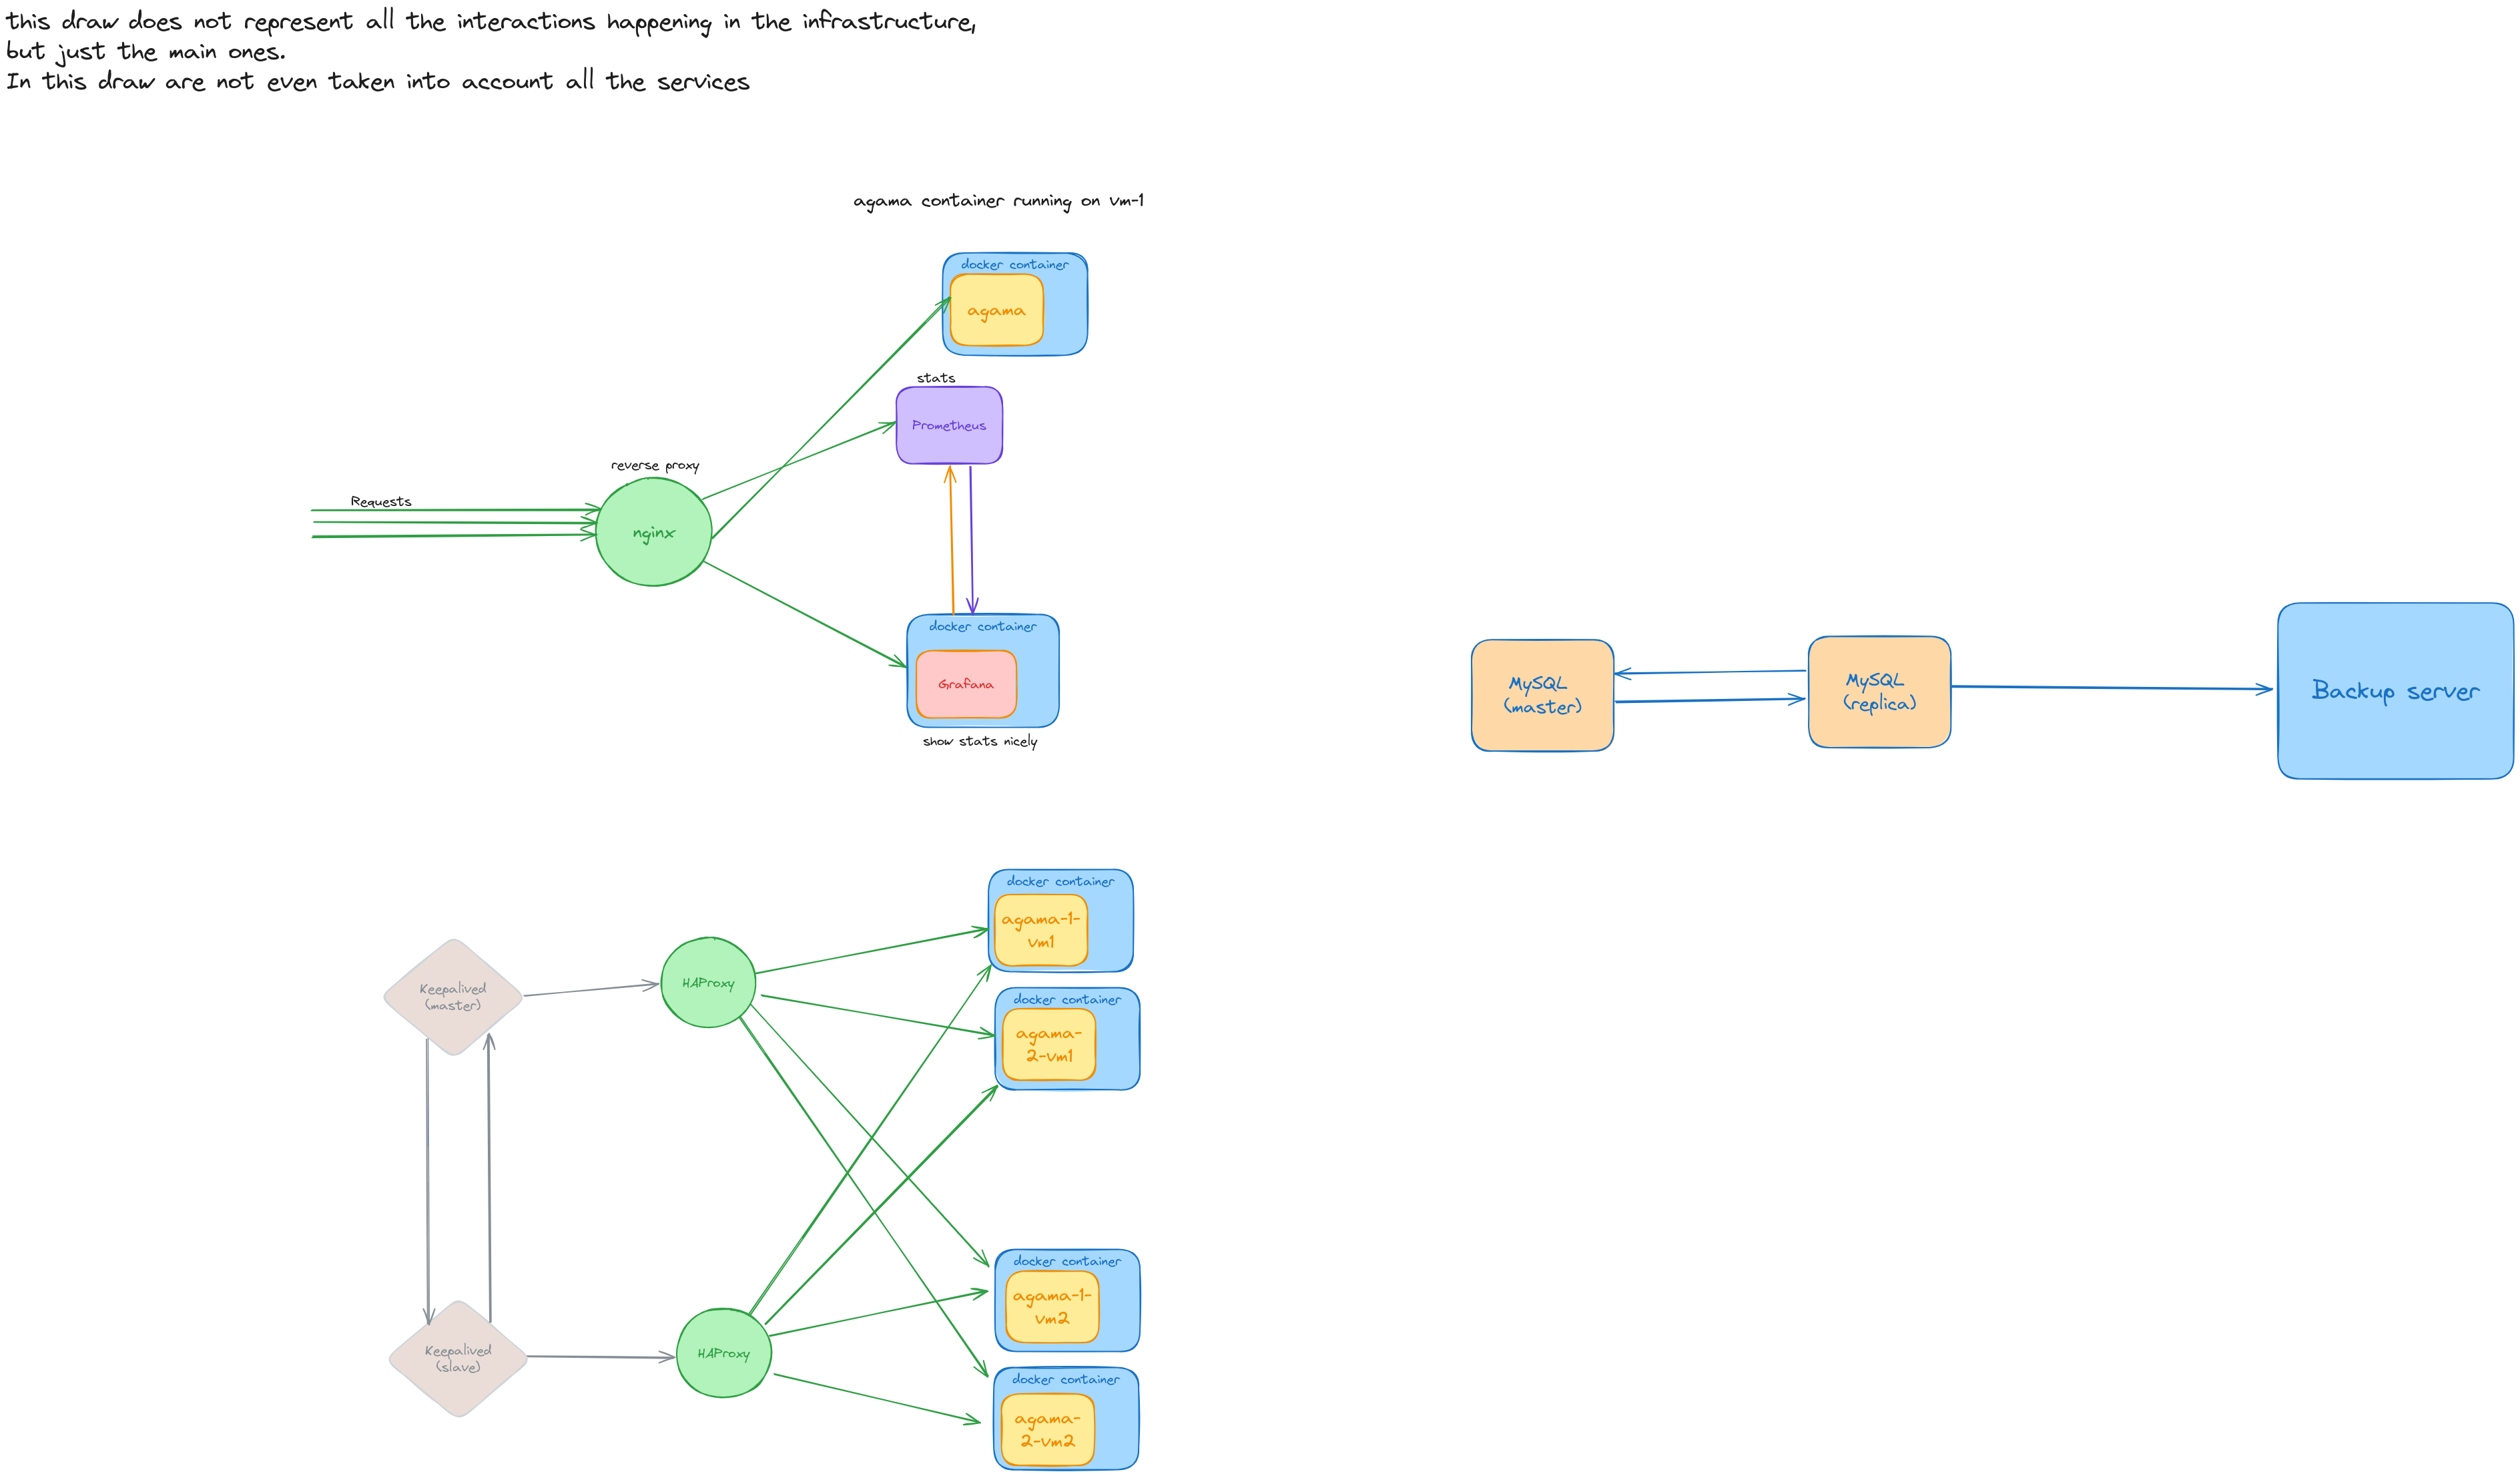 this draw does not represent all the interactions happening in the infrastructure,
but just the main ones.
In this draw are not even taken into account all the services
agama container running on vm-1
docker container
agama
stats
Prometheus
reverse proxy
Requests
nginx
docker container
Grafana
show stats nicely
MySQL
(master)
MySQL
(replica)
Backup server
docker container
agama-1-
vm1
Keepalived
(master)
HAProxy
docker container
agama-
2-vm1
docker container
agama-1-
vm2
Keepalived
(slave)
HAProxy
docker container
agama-
2-vm2